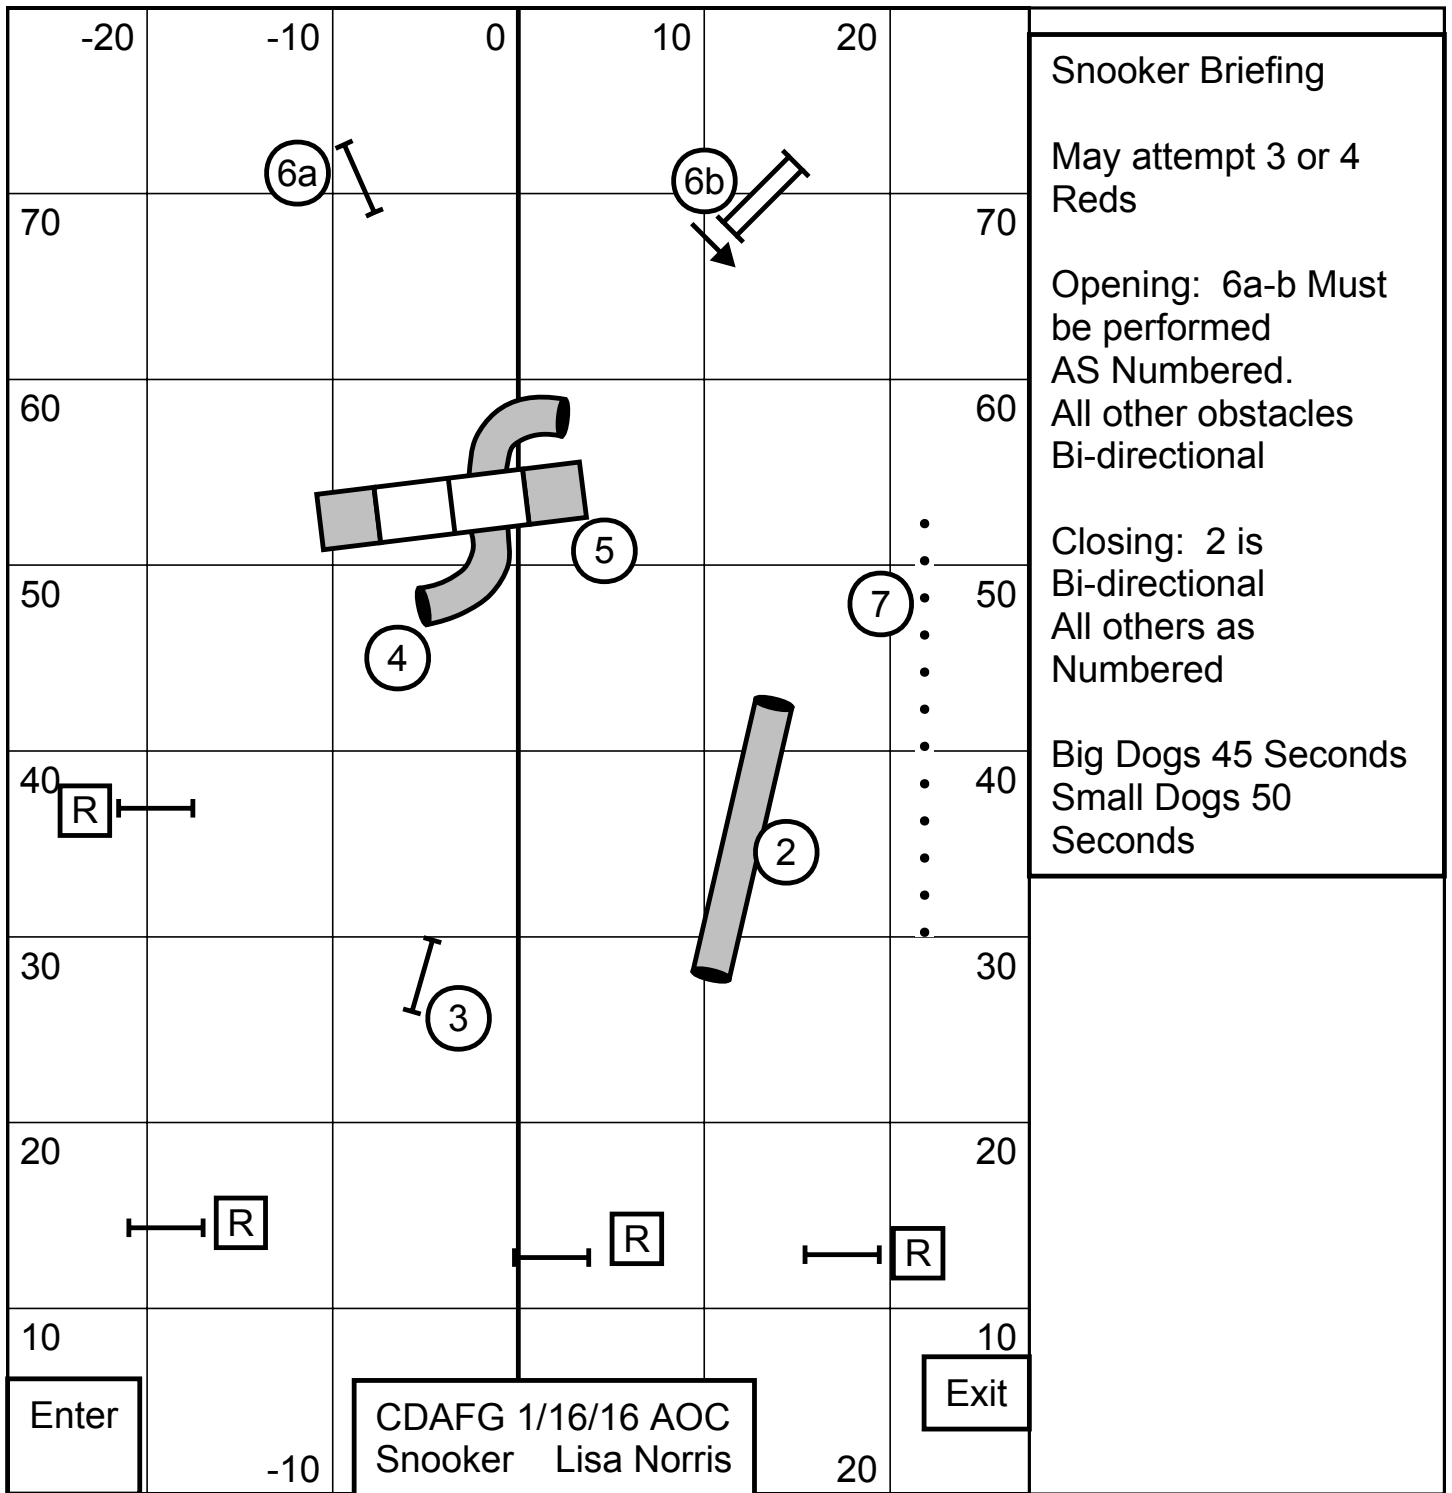 -20 -10 0 10 20
Snooker Briefing
May attempt 3 or 4
Reds
Opening: 6a-b Must
be performed
AS Numbered.
All other obstacles
Bi-directional
Closing: 2 is
Bi-directional
All others as
Numbered
Big Dogs 45 Seconds
Small Dogs 50
Seconds
6a 6b
70 70
60 60
5
50 7 50
4
40 40
R
2
30 30
3
20 20
R R R
10 10
Enter
Exit
CDAFG 1/16/16 AOC
Snooker Lisa Norris
-10 20